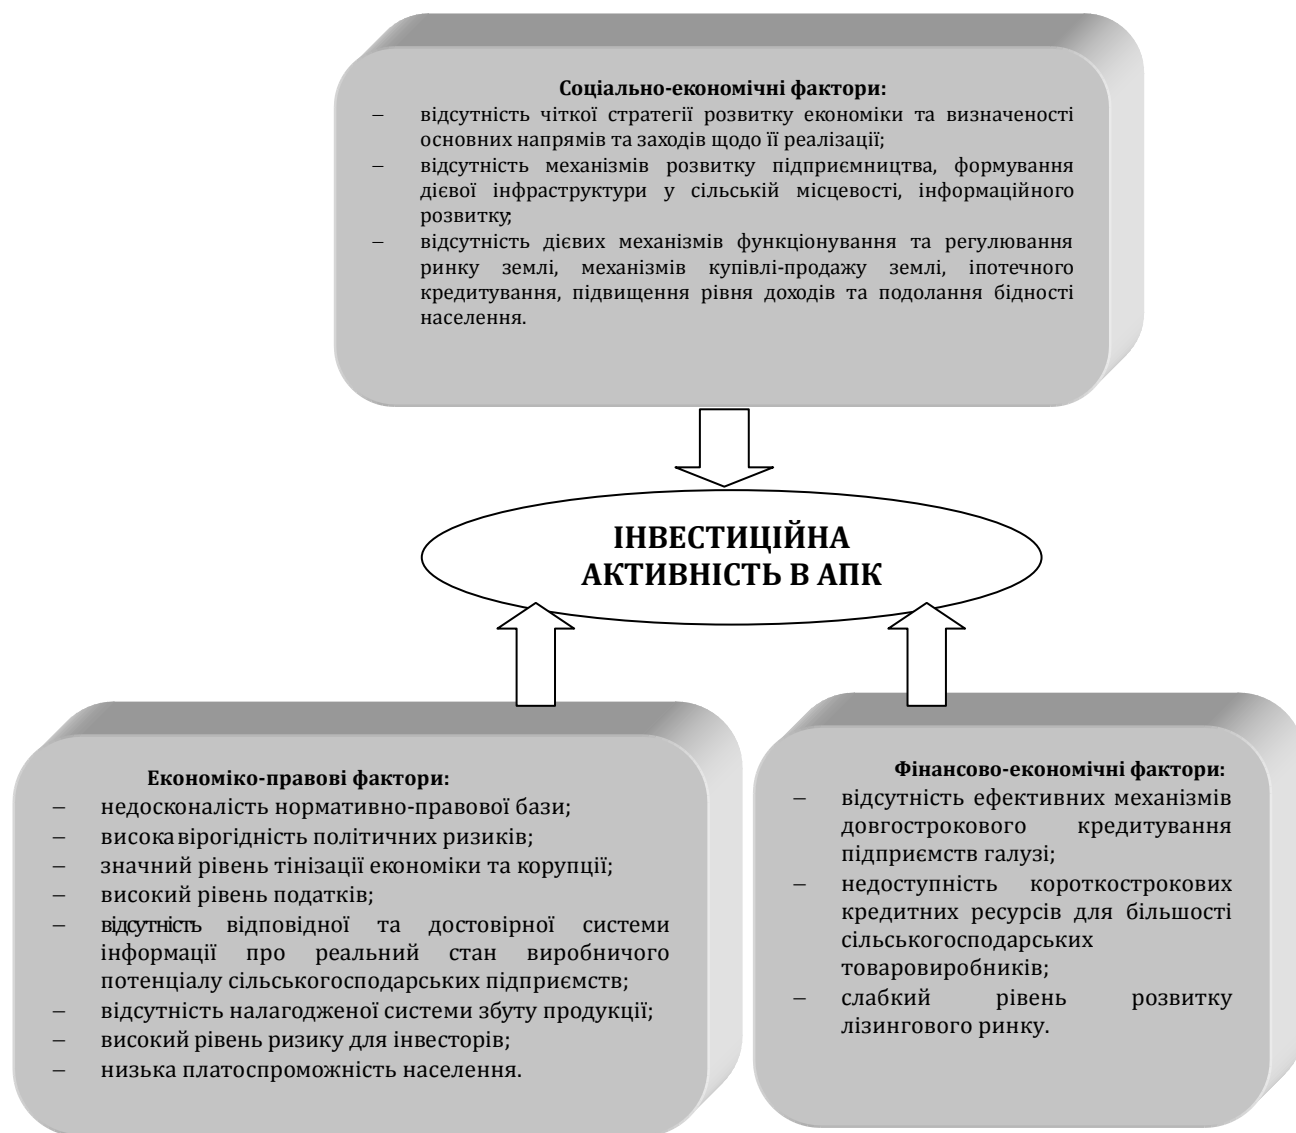 Соціально-економічні фактори:
– відсутність чіткої стратегії розвитку економіки та визначеності
основних напрямів та заходів щодо її реалізації;
– відсутність механізмів розвитку підприємництва, формування
дієвої інфраструктури у сільській місцевості, інформаційного
розвитку;
– відсутність дієвих механізмів функціонування та регулювання
ринку землі, механізмів купівлі-продажу землі, іпотечного
кредитування, підвищення рівня доходів та подолання бідності
населення.
ІНВЕСТИЦІЙНА
АКТИВНІСТЬ В АПК
Економіко-правові фактори:
– недосконалість нормативно-правової бази;
– висока вірогідність політичних ризиків;
– значний рівень тінізації економіки та корупції;
– високий рівень податків;
– відсутність відповідної та достовірної системи
інформації про реальний стан виробничого
потенціалу сільськогосподарських підприємств;
– відсутність налагодженої системи збуту продукції;
– високий рівень ризику для інвесторів;
– низька платоспроможність населення.
Фінансово-економічні фактори:
– відсутність ефективних механізмів
довгострокового кредитування
підприємств галузі;
– недоступність короткострокових
кредитних ресурсів для більшості
сільськогосподарських
товаровиробників;
– слабкий рівень розвитку
лізингового ринку.